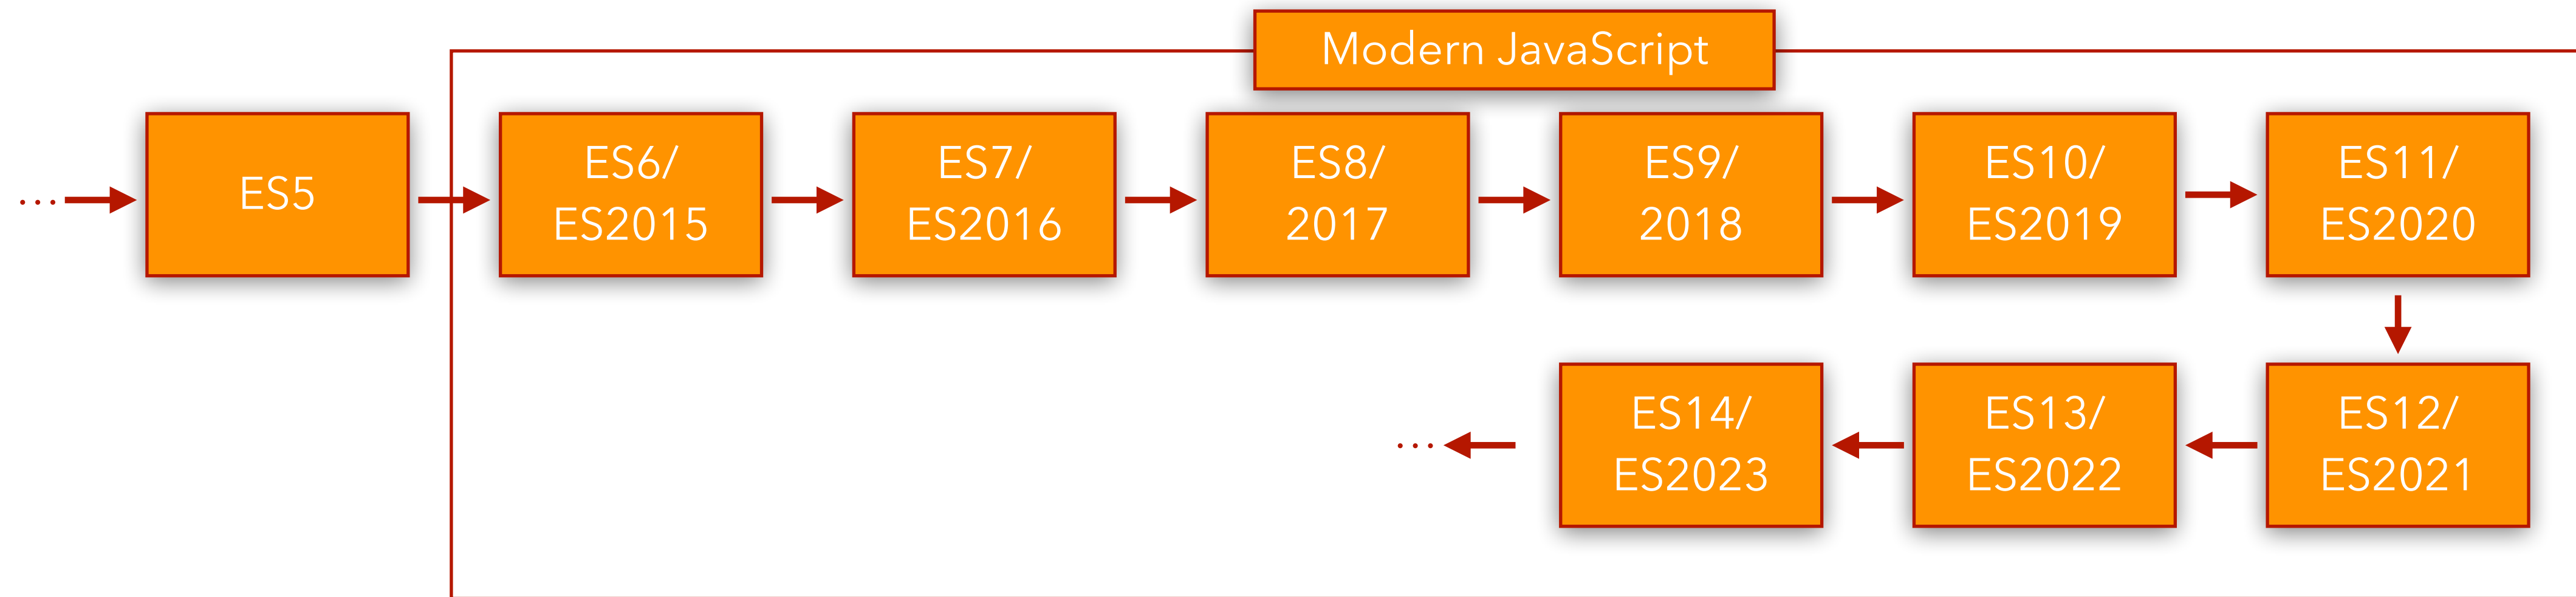 Modern JavaScript
...
ES5
ES6/
ES2015
ES7/
ES2016
ES8/
2017
ES9/
2018
ES10/
ES2019
ES11/
ES2020
ES12/
ES2021
ES13/
ES2022
ES14/
ES2023
...